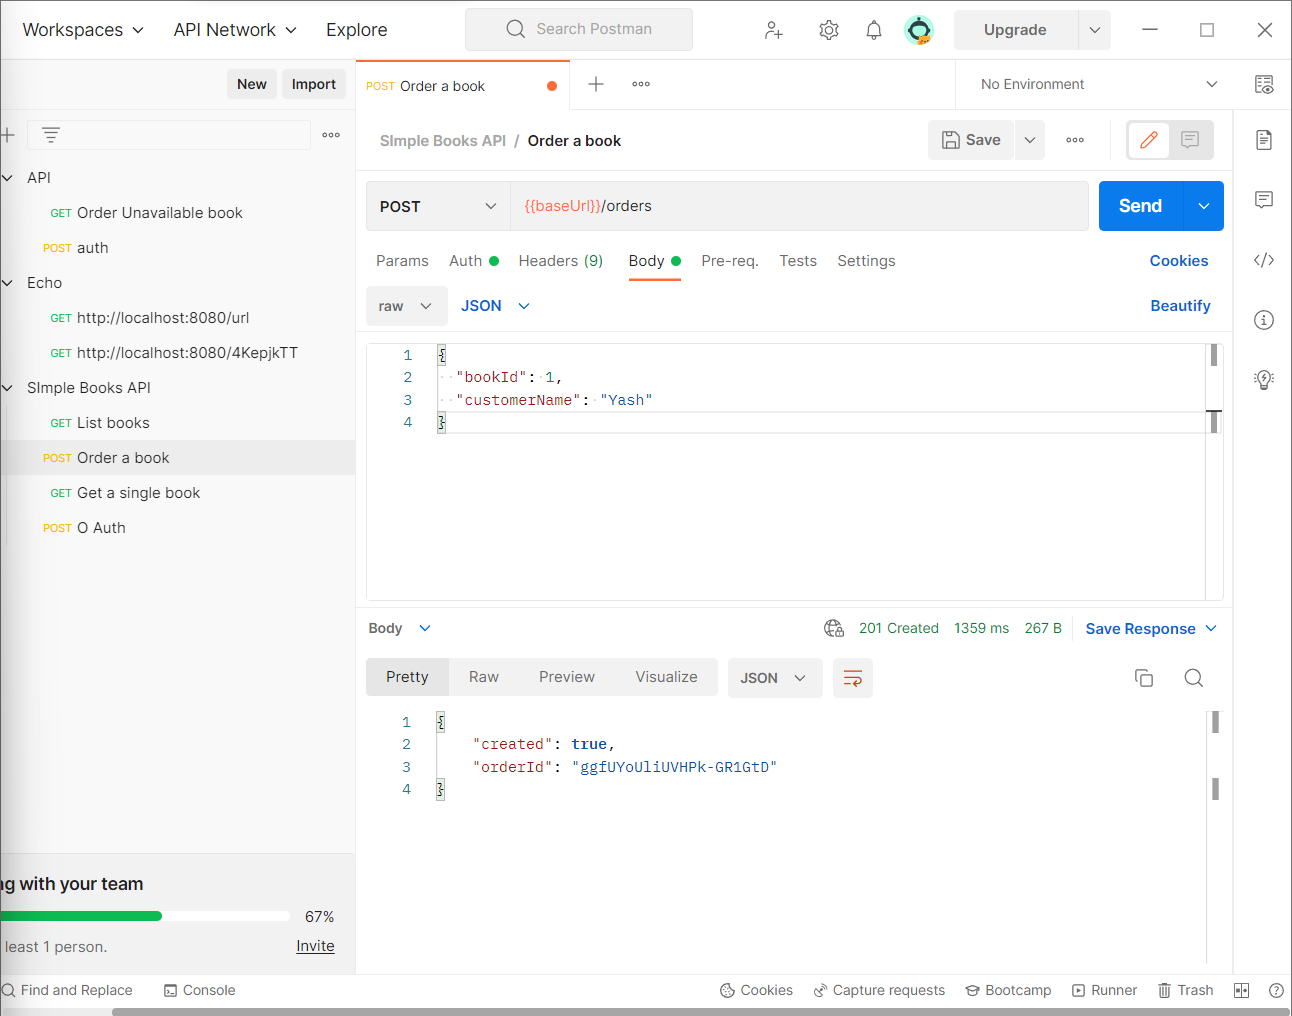 Workspaces API Network Explore Search Postman Upgrade
New Import POST Order a book No Environment
SImple Books API / Order a book Save
API
GET Order Unavailable book
POST auth
Echo
GET http://localhost:8080/url
GET http://localhost:8080/4KepjkTT
SImple Books API
GET List books
POST Order a book
GET Get a single book
POST O Auth
POST {{baseUrl}}/orders Send
Params Auth Headers (9) Body Pre-req. Tests Settings Cookies
raw JSON Beautify
1 {
2 "bookId": 1,
3 "customerName": "Yash"
4 }
Body 201 Created 1359 ms 267 B Save Response
Pretty Raw Preview Visualize JSON
1 {
2 "created": true,
3 "orderId": "ggfUYoUliUVHPk-GR1GtD"
4 }
ng with your team
67%
least 1 person. Invite
Find and Replace Console Cookies Capture requests Bootcamp Runner Trash